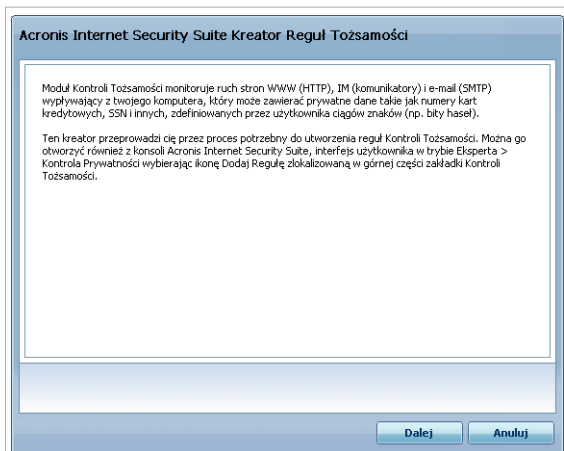 Acronis Internet Security Suite Kreator Reguł Tożsamości
Moduł Kontroli Tożsamości monitoruje ruch stron WWW (HTTP), IM (komunikatory) i e-mail (SMTP)
wypływający z twojego komputera, który może zawierać prywatne dane takie jak numery kart
kredytowych, SSN i innych, zdefiniowanych przez użytkownika ciągów znaków (np. bity haseł).
Ten kreator przeprowadzi cię przez proces potrzebny do utworzenia reguł Kontroli Tożsamości. Można go
otworzyć również z konsoli Acronis Internet Security Suite, interfejs użytkownika w trybie Eksperta >
Kontrola Prywatności wybierając ikonę Dodaj Regułę zlokalizowaną w górnej części zakładki Kontroli
Tożsamości.
Dalej
Anuluj